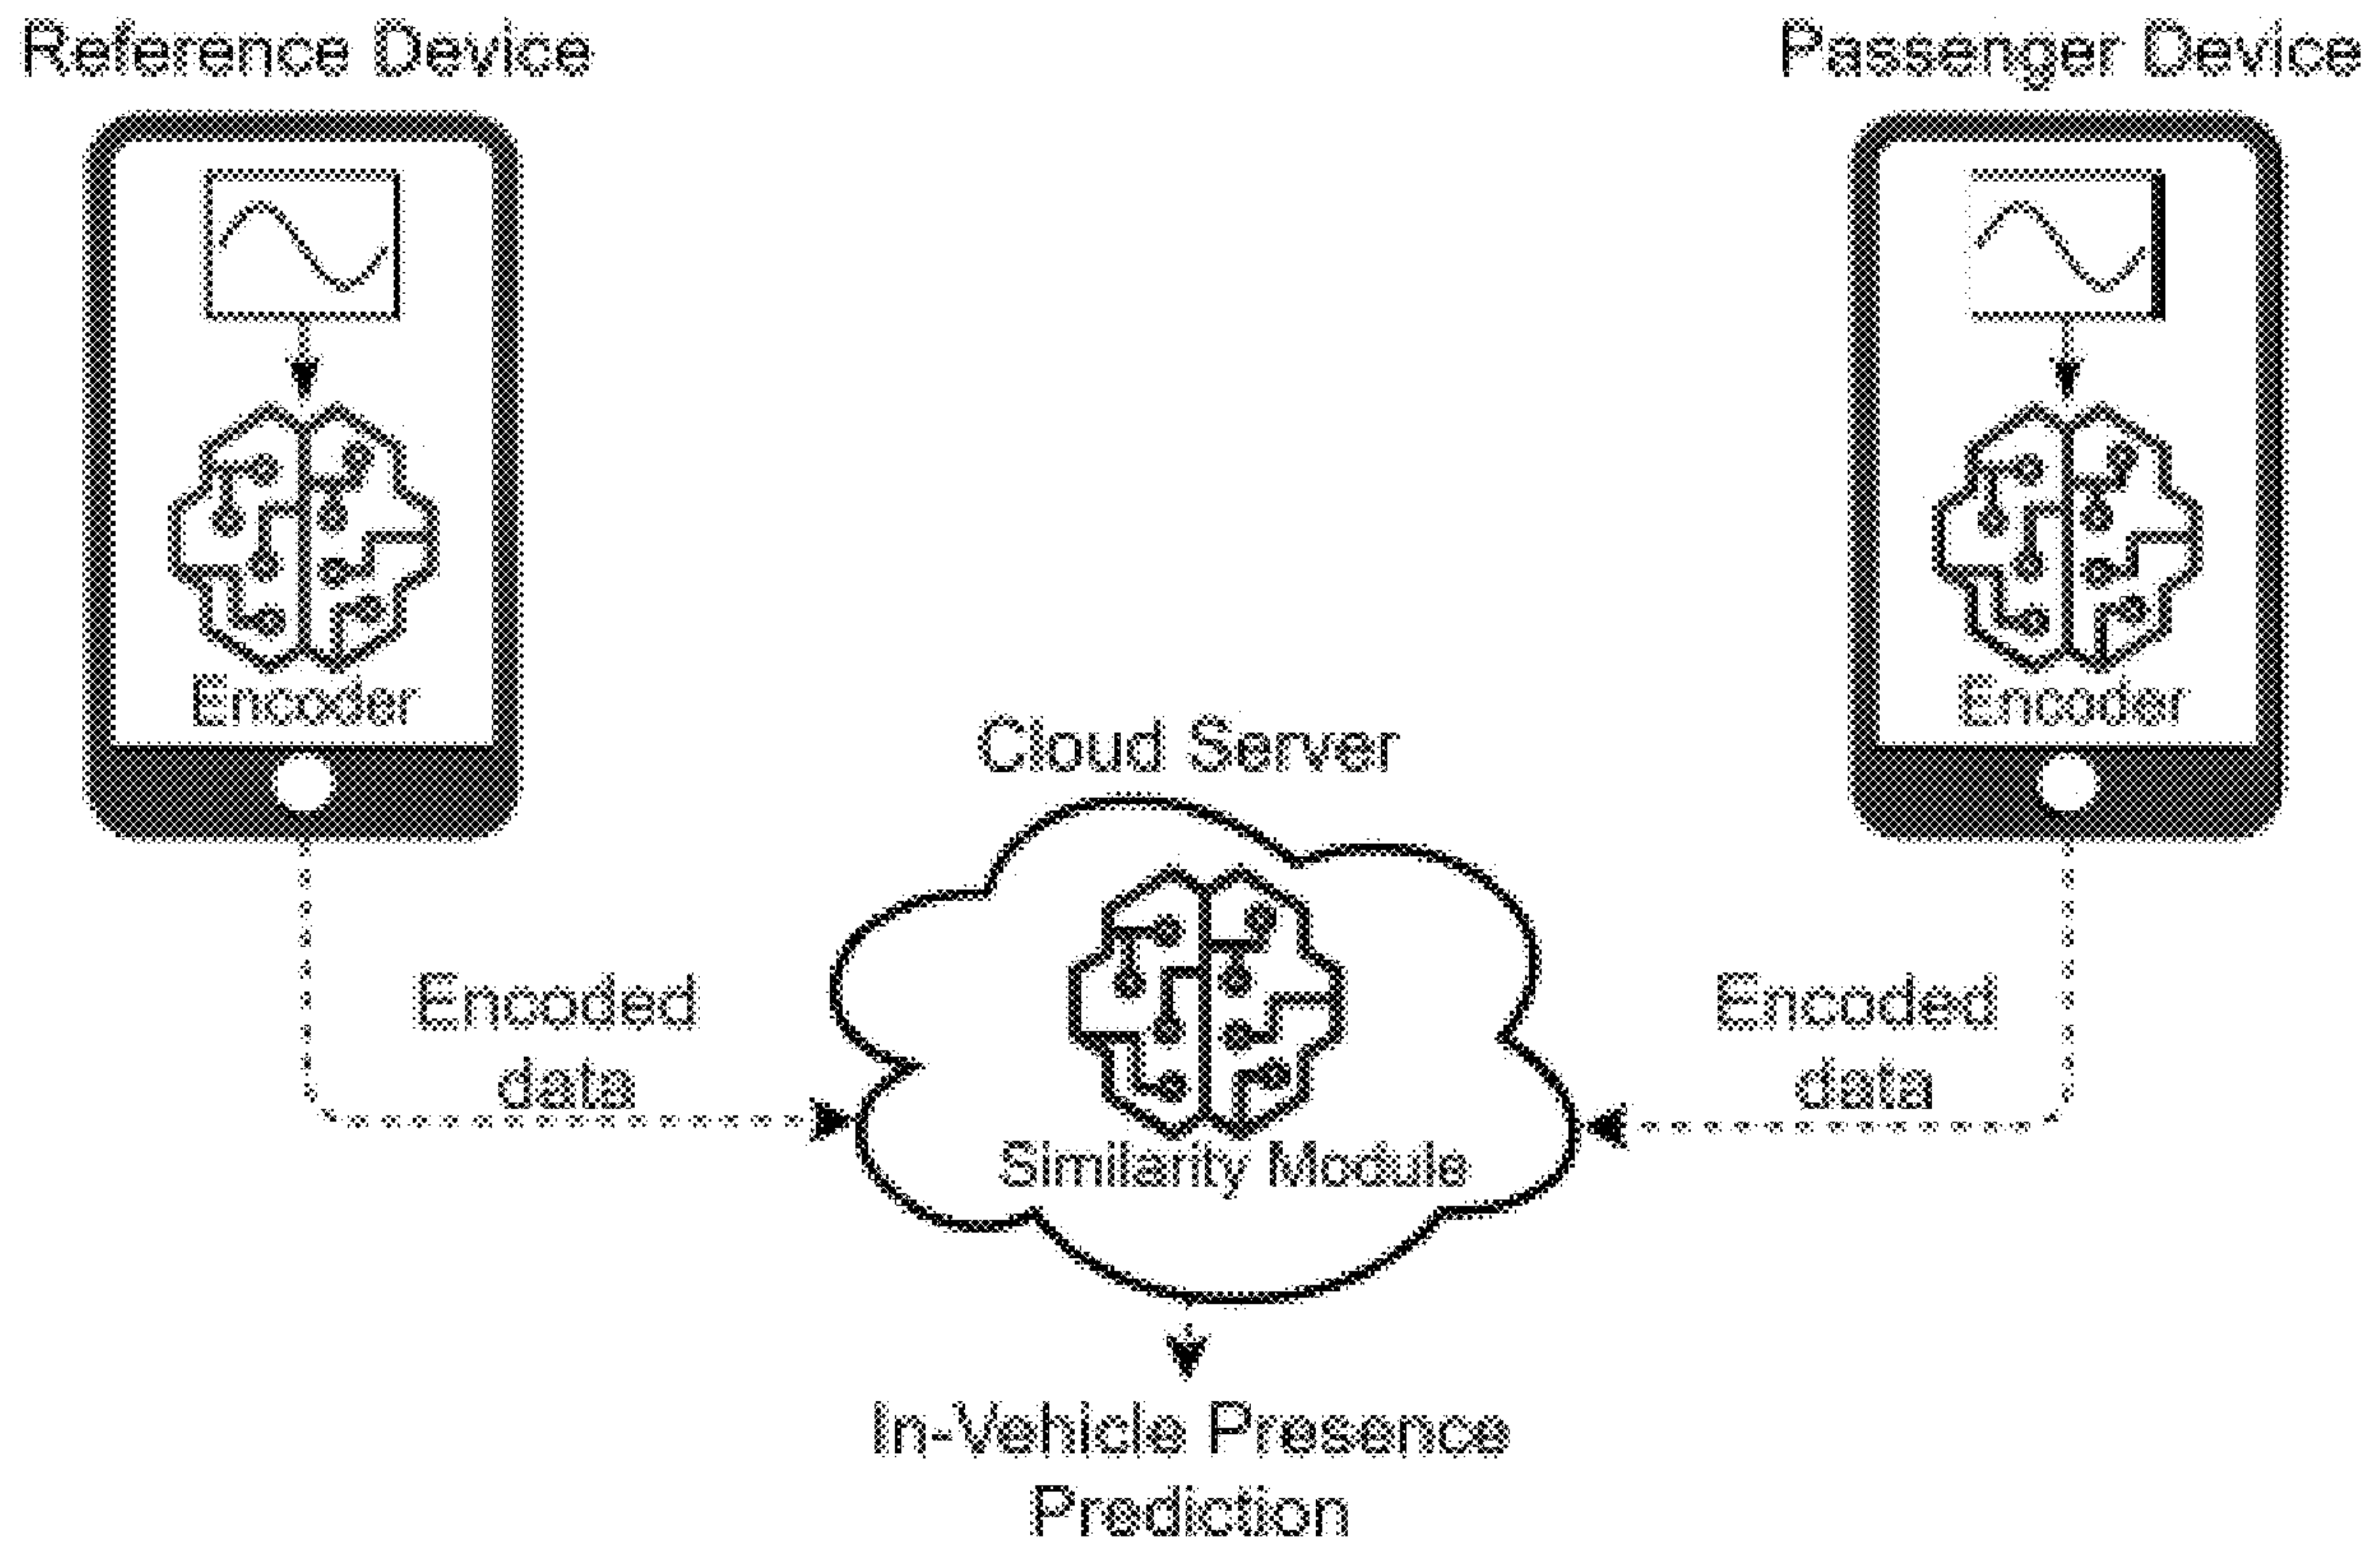 Reference Device
Passenger Device
Encoder
Encoder
Cloud Server
Encoded
data
Encoded
data
Similarity Module
In-Vehicle Presence
Prediction